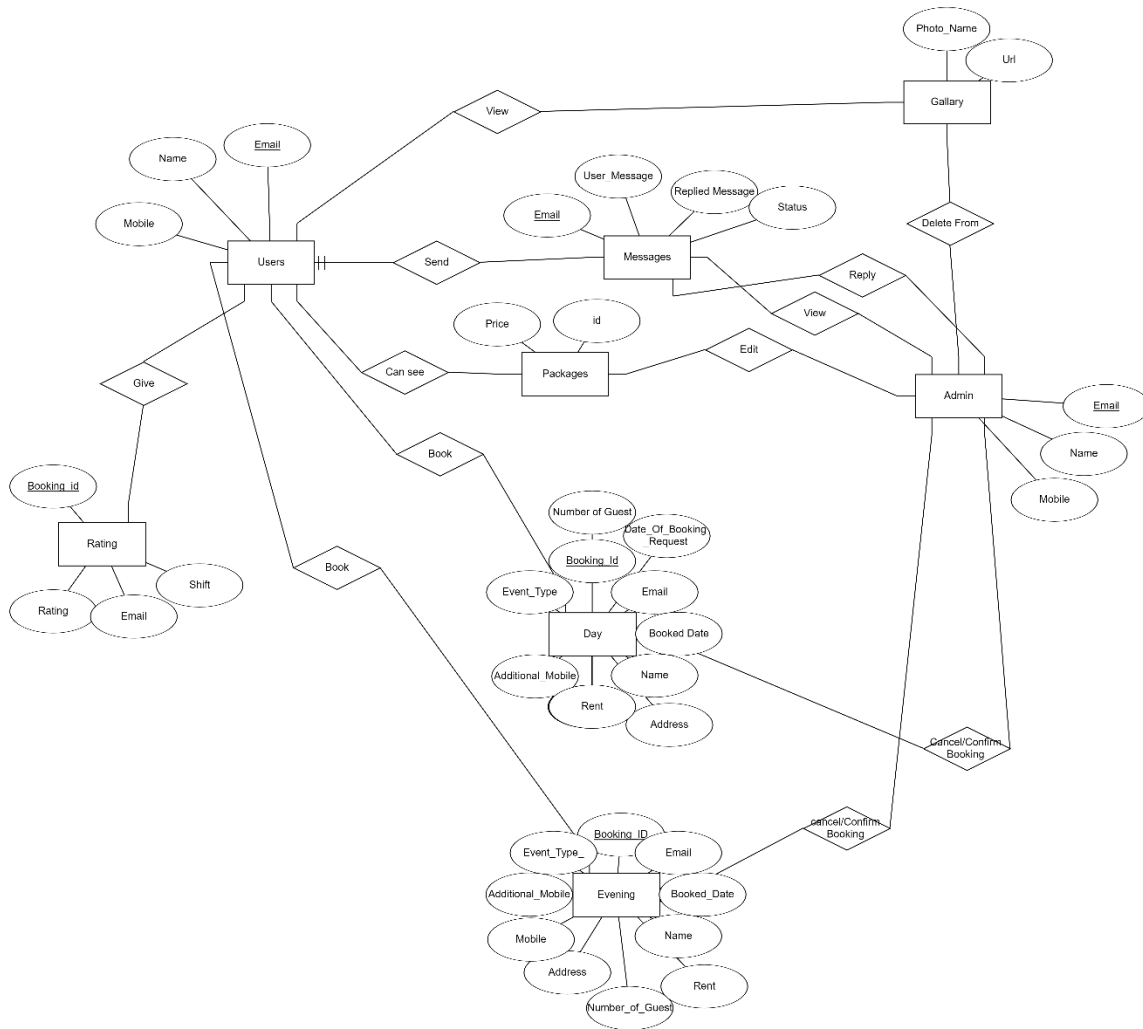 Photo_Name
Url
Gallary
View
Email
Name
Mobile
Users
User_Message
Replied Message
Email
Status
Messages
Send
Delete From
Reply
View
Price
id
Packages
Can see
Edit
Admin
Email
Name
Mobile
Give
Book
Booking_id
Rating
Rating
Email
Shift
Book
Number of Guest
Date_Of_Booking
Request
Booking_Id
Event_Type
Email
Day
Booked Date
Additional_Mobile
Name
Rent
Address
Cancel/Confirm
Booking
cancel/Confirm
Booking
Booking_ID
Event_Type_
Email
Additional_Mobile
Evening
Booked_Date
Mobile
Name
Address
Rent
Number_of_Guest